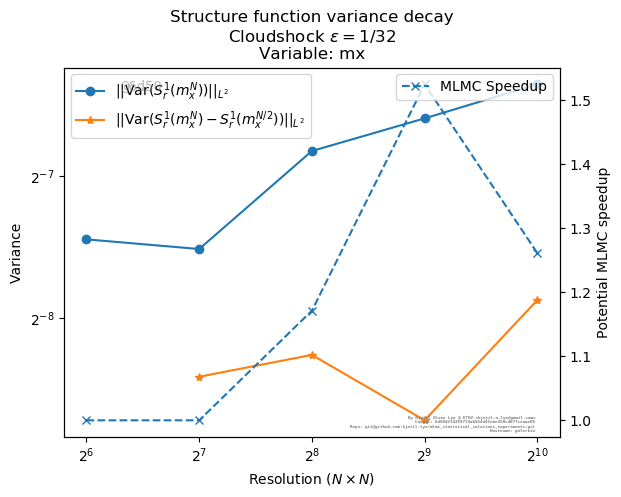 Structure function variance decay
Cloudshock ε = 1/32
Variable: mx
||Var(S_r^1(m_x^N))||_{L^2}
||Var(S_r^1(m_x^N) − S_r^1(m_x^{N/2}))||_{L^2}
MLMC Speedup
Variance
2^{-7}
2^{-8}
Potential MLMC speedup
1.5
1.4
1.3
1.2
1.1
1.0
2^6
2^7
2^8
2^9
2^{10}
Resolution (N × N)